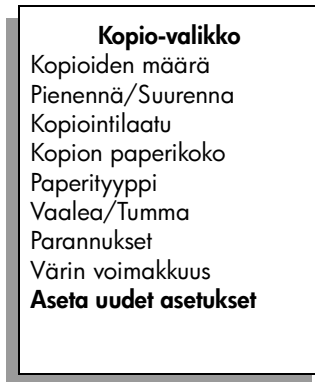 Kopio-valikko
Kopioiden määrä
Pienennä/Suurenna
Kopiointilaatu
Kopion paperikoko
Paperityyppi
Vaalea/Tumma
Parannukset
Värin voimakkuus
Aseta uudet asetukset